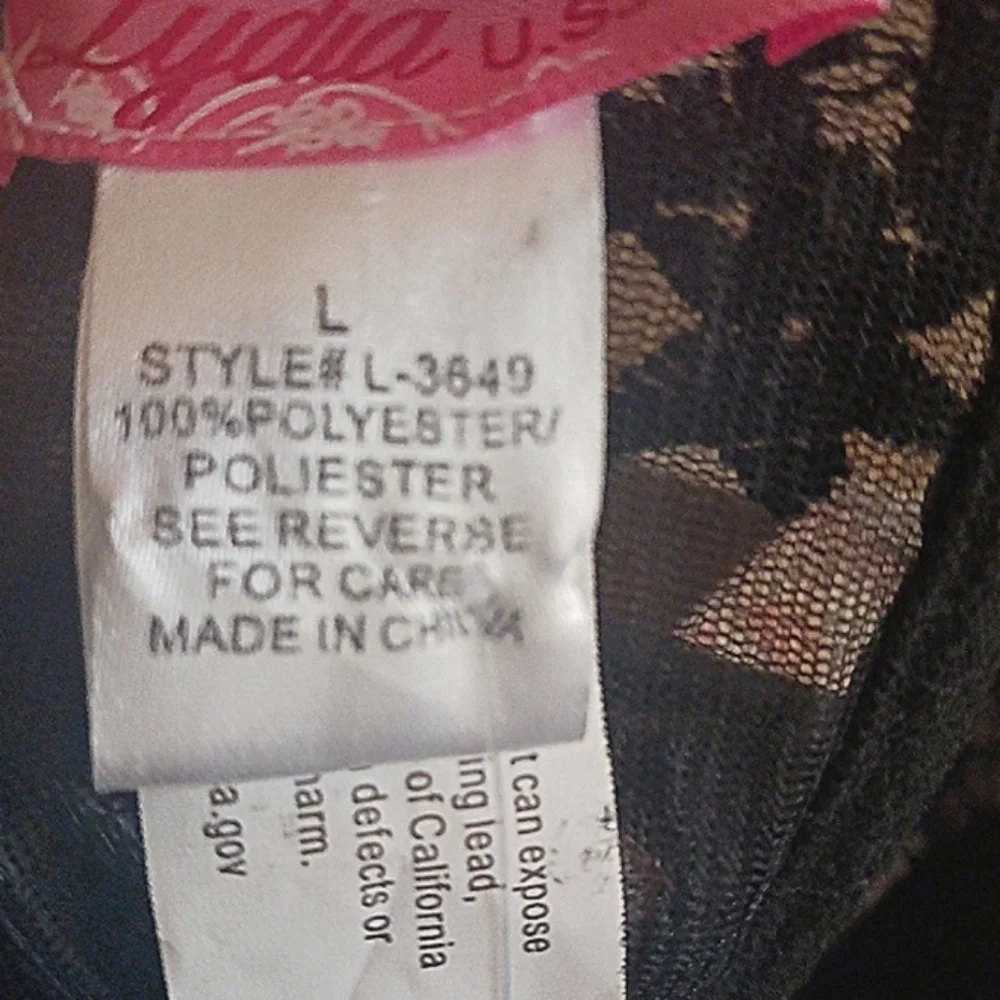 Lydia U.S.
L
STYLE# L-3649
100%POLYESTER/
POLIESTER
SEE REVERSE
FOR CARE
MADE IN CHINA
t can expose
ing lead,
of California
defects or
harm.
a.gov